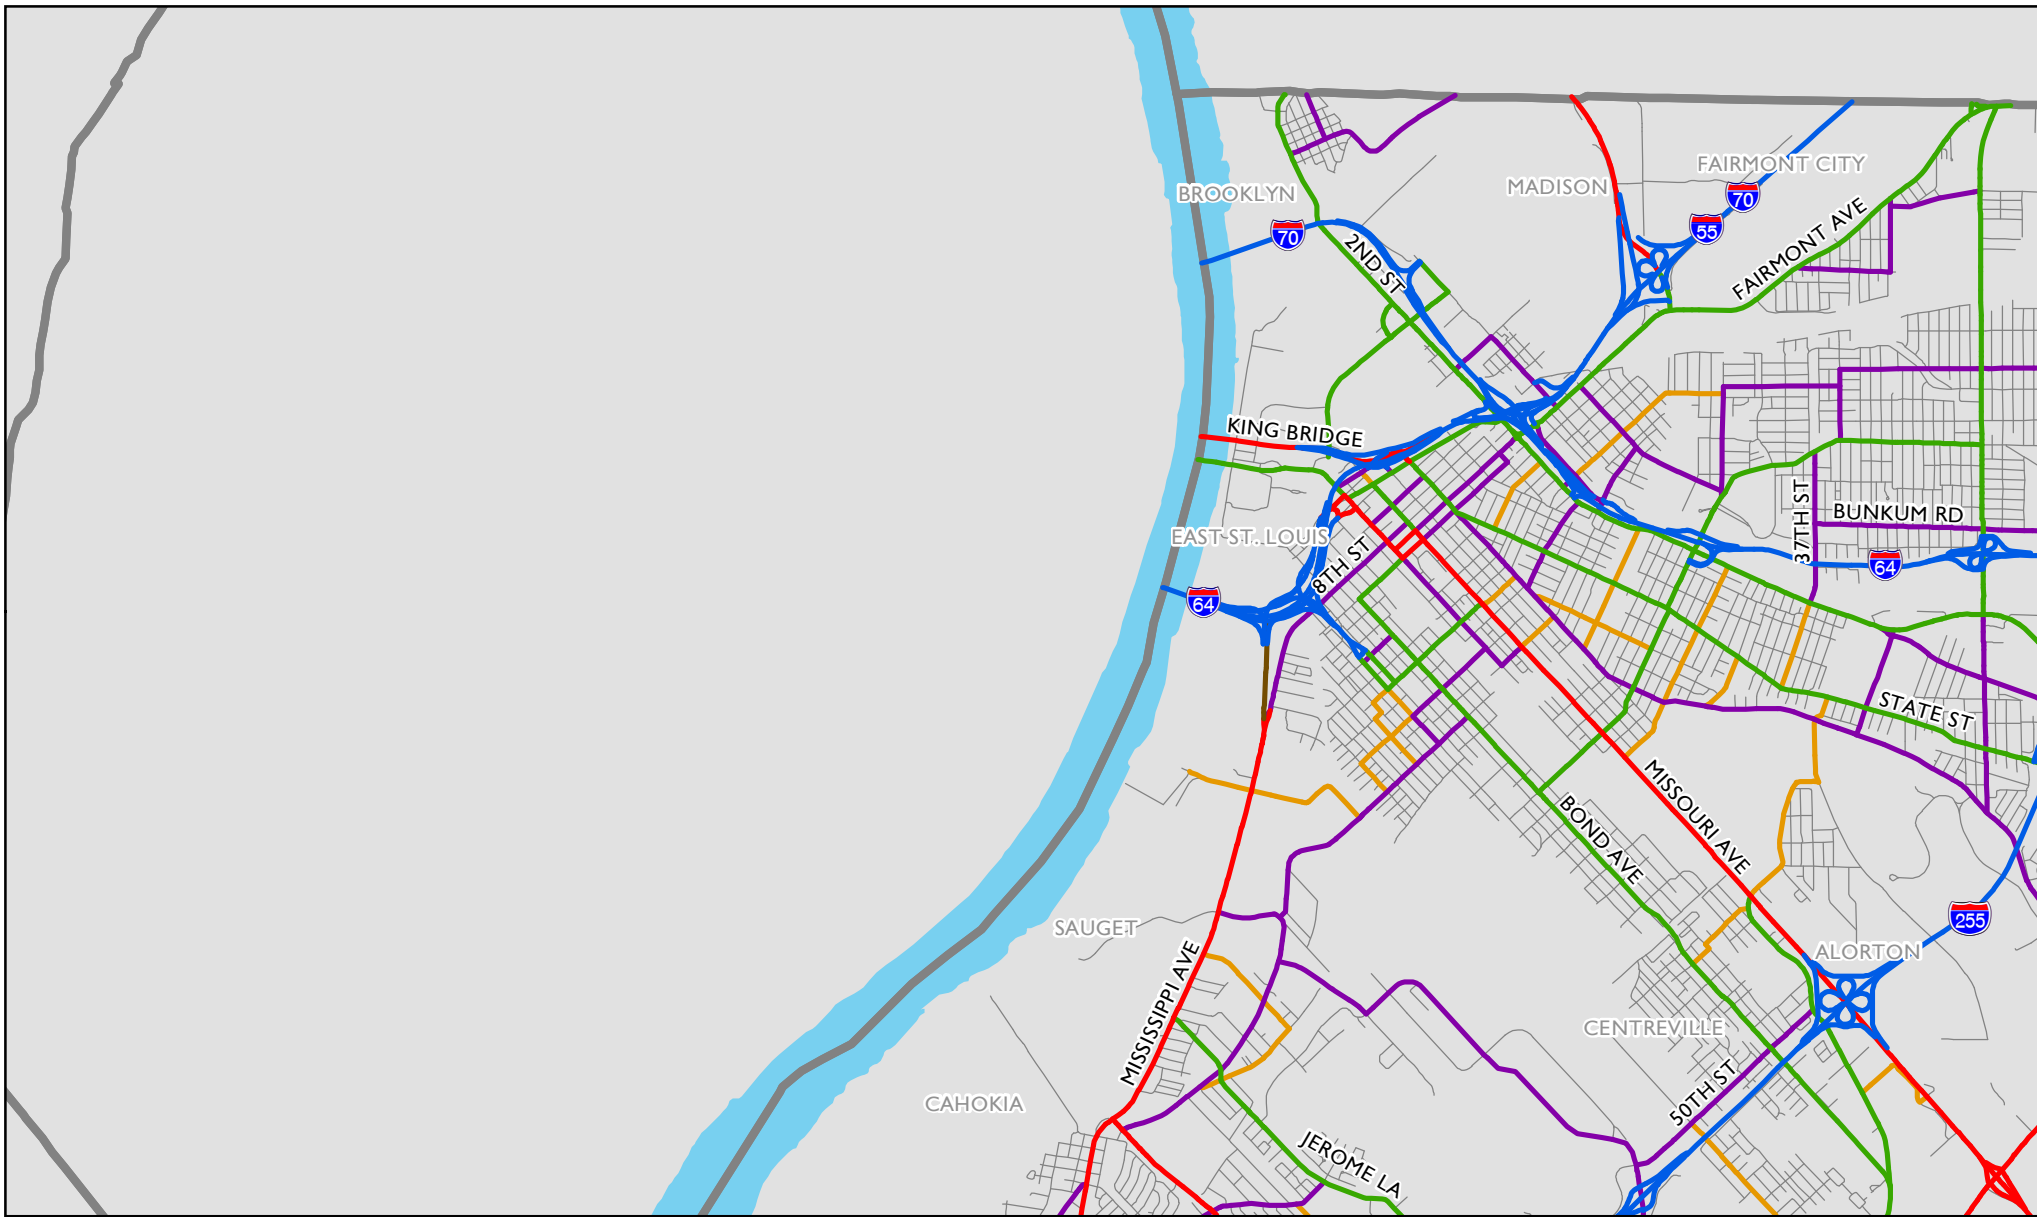 FAIRMONT CITY
MADISON
BROOKLYN
70
55
70
FAIRMONT AVE
2ND ST
KING BRIDGE
37TH ST
BUNKUM RD
EAST ST. LOUIS
8TH ST
64
64
STATE ST
MISSOURI AVE
BOND AVE
255
SAUGET
ALORTON
MISSISSIPPI AVE
CENTREVILLE
50TH ST
CAHOKIA
JEROME LA